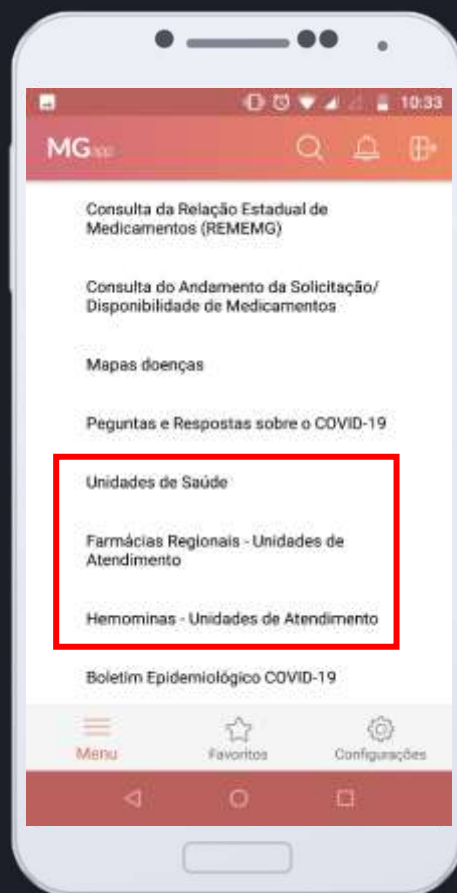 10:33
MGapp
Consulta da Relação Estadual de
Medicamentos (REMEMG)
Consulta do Andamento da Solicitação/
Disponibilidade de Medicamentos
Mapas doenças
Peguntas e Respostas sobre o COVID-19
Unidades de Saúde
Farmácias Regionais - Unidades de
Atendimento
Hemominas - Unidades de Atendimento
Boletim Epidemiológico COVID-19
Menu Favoritos Configurações